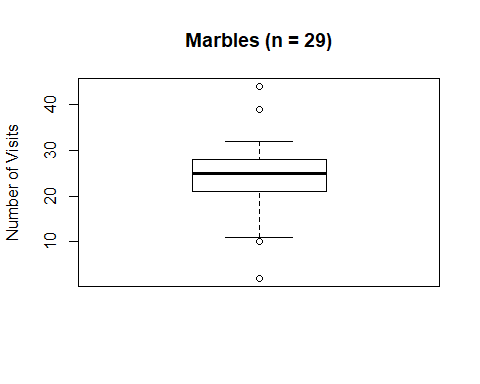 Marbles (n = 29)
Number of Visits
40
30
20
10